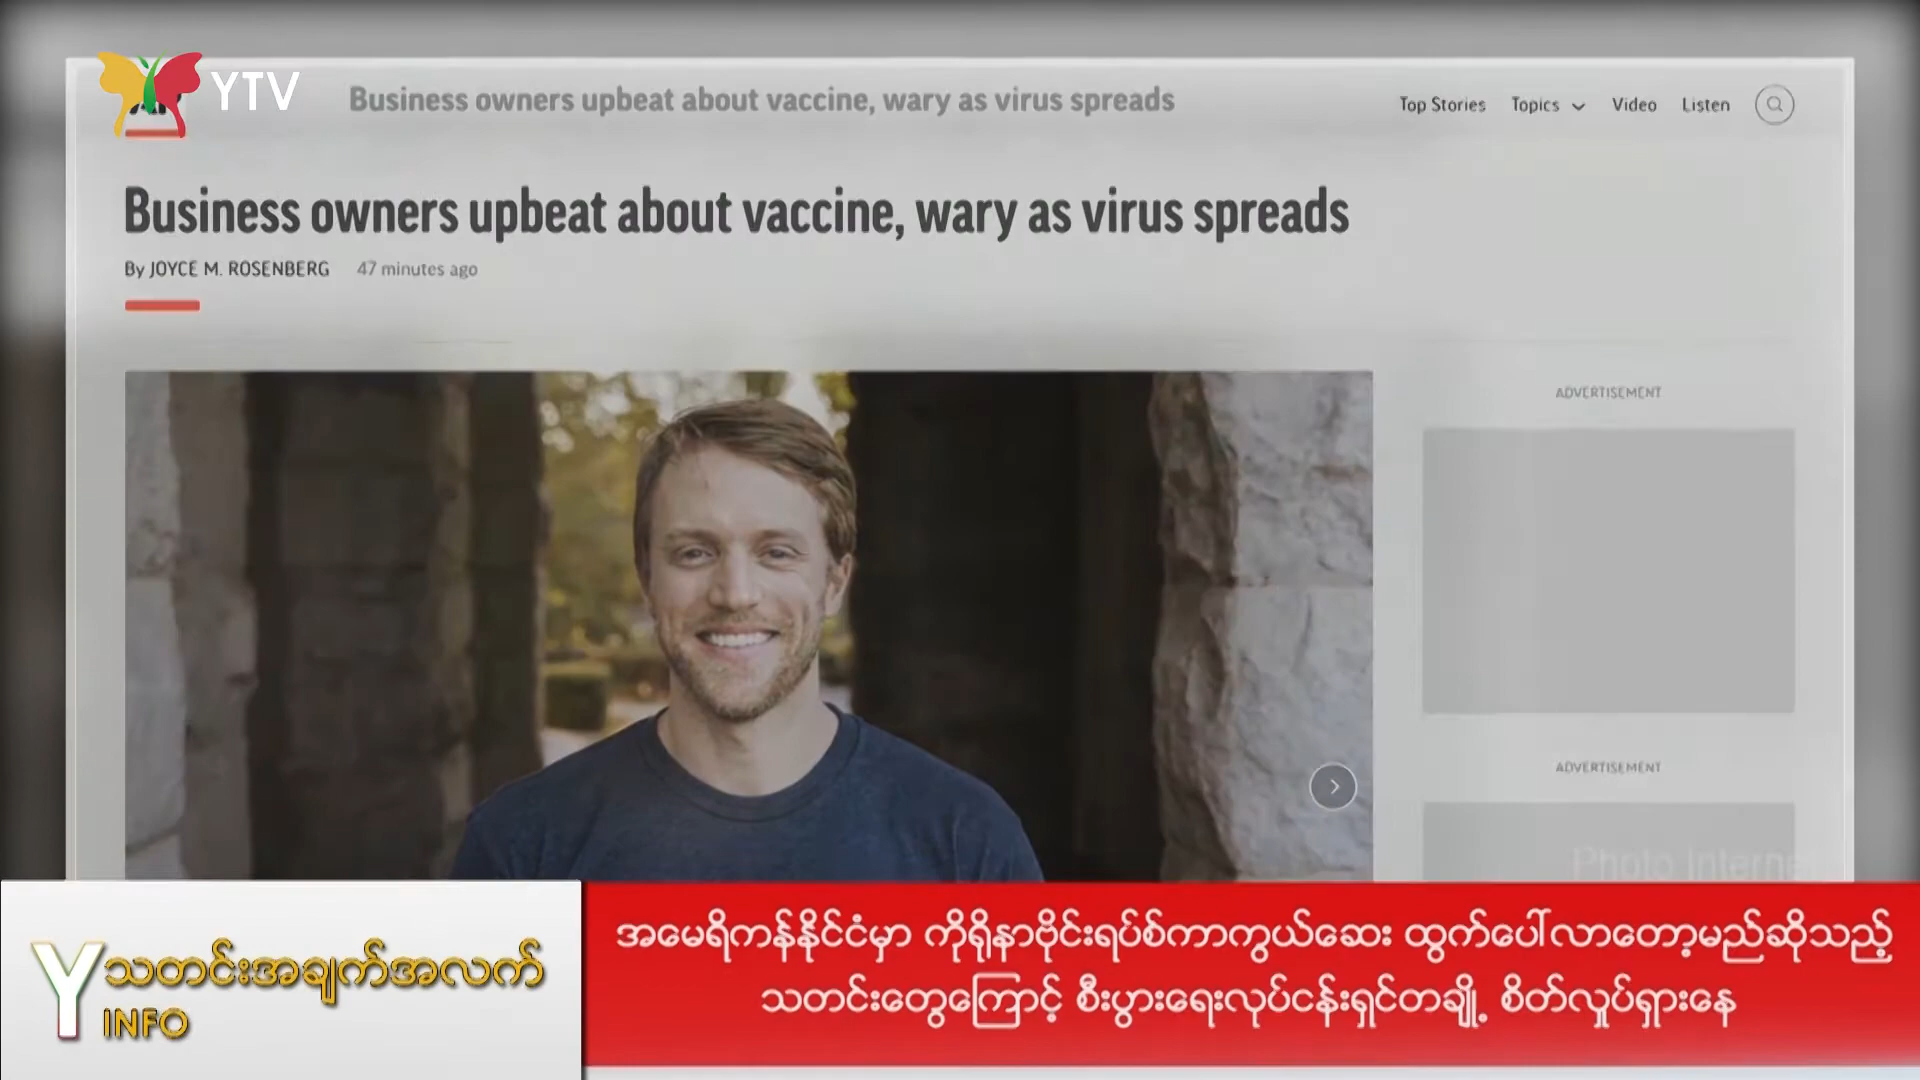 YTV
Business owners upbeat about vaccine, wary as virus spreads
Top Stories Topics Video Listen
Business owners upbeat about vaccine, wary as virus spreads
By JOYCE M. ROSENBERG 47 minutes ago
ADVERTISEMENT
ADVERTISEMENT
Photo Interne
Y သတင်းအချက်အလက်
INFO
အမေရိကန်နိုင်ငံမှာ ကိုရိုနာဗိုင်းရပ်စ်ကာကွယ်ဆေး ထွက်ပေါ်လာတော့မည်ဆိုသည့်
သတင်းတွေကြောင့် စီးပွားရေးလုပ်ငန်းရှင်တချို့ စိတ်လှုပ်ရှားနေ